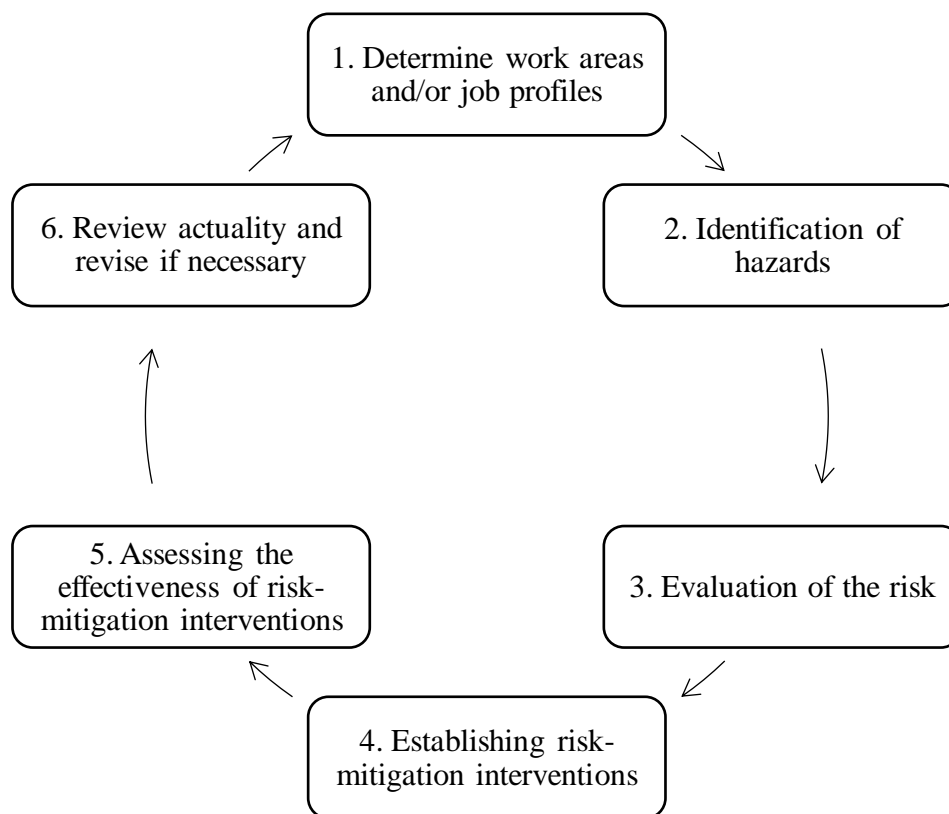 1. Determine work areas
and/or job profiles
2. Identification of
hazards
3. Evaluation of the risk
4. Establishing risk-
mitigation interventions
5. Assessing the
effectiveness of risk-
mitigation interventions
6. Review actuality and
revise if necessary